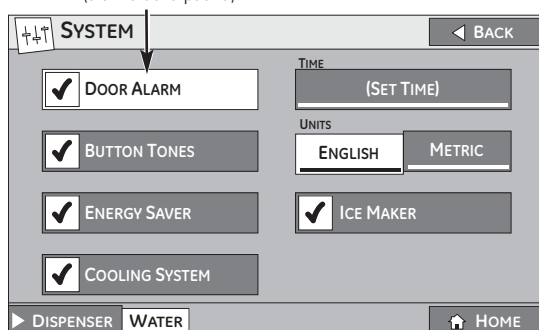 SYSTEM
BACK
DOOR ALARM
TIME
(SET TIME)
BUTTON TONES
UNITS
ENGLISH METRIC
ENERGY SAVER
ICE MAKER
COOLING SYSTEM
DISPENSER WATER
HOME